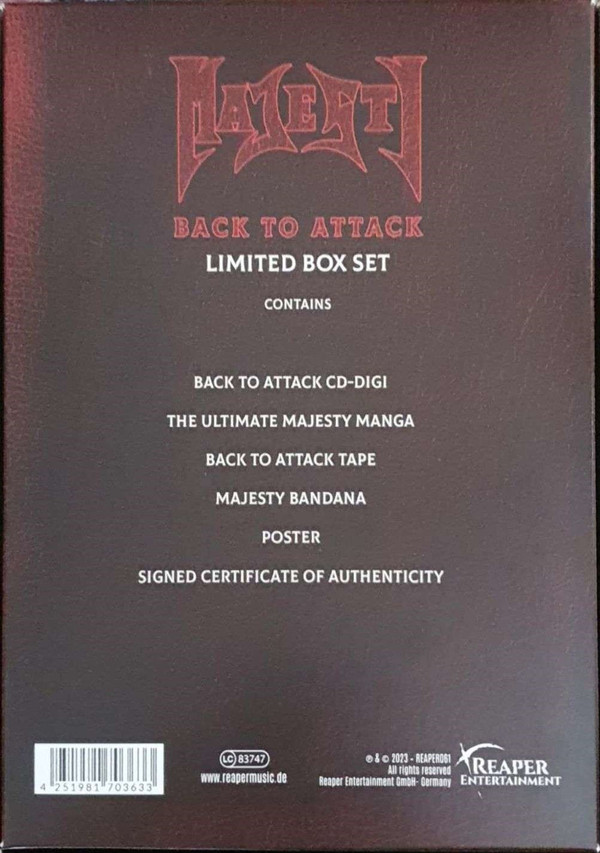 MAJESTY
BACK TO ATTACK
LIMITED BOX SET
CONTAINS
BACK TO ATTACK CD-DIGI
THE ULTIMATE MAJESTY MANGA
BACK TO ATTACK TAPE
MAJESTY BANDANA
POSTER
SIGNED CERTIFICATE OF AUTHENTICITY
4 251981 703633
LC 83747
www.reapermusic.de
℗ & © 2023 - REAPER061
All rights reserved
Reaper Entertainment GmbH- Germany
REAPER
ENTERTAINMENT